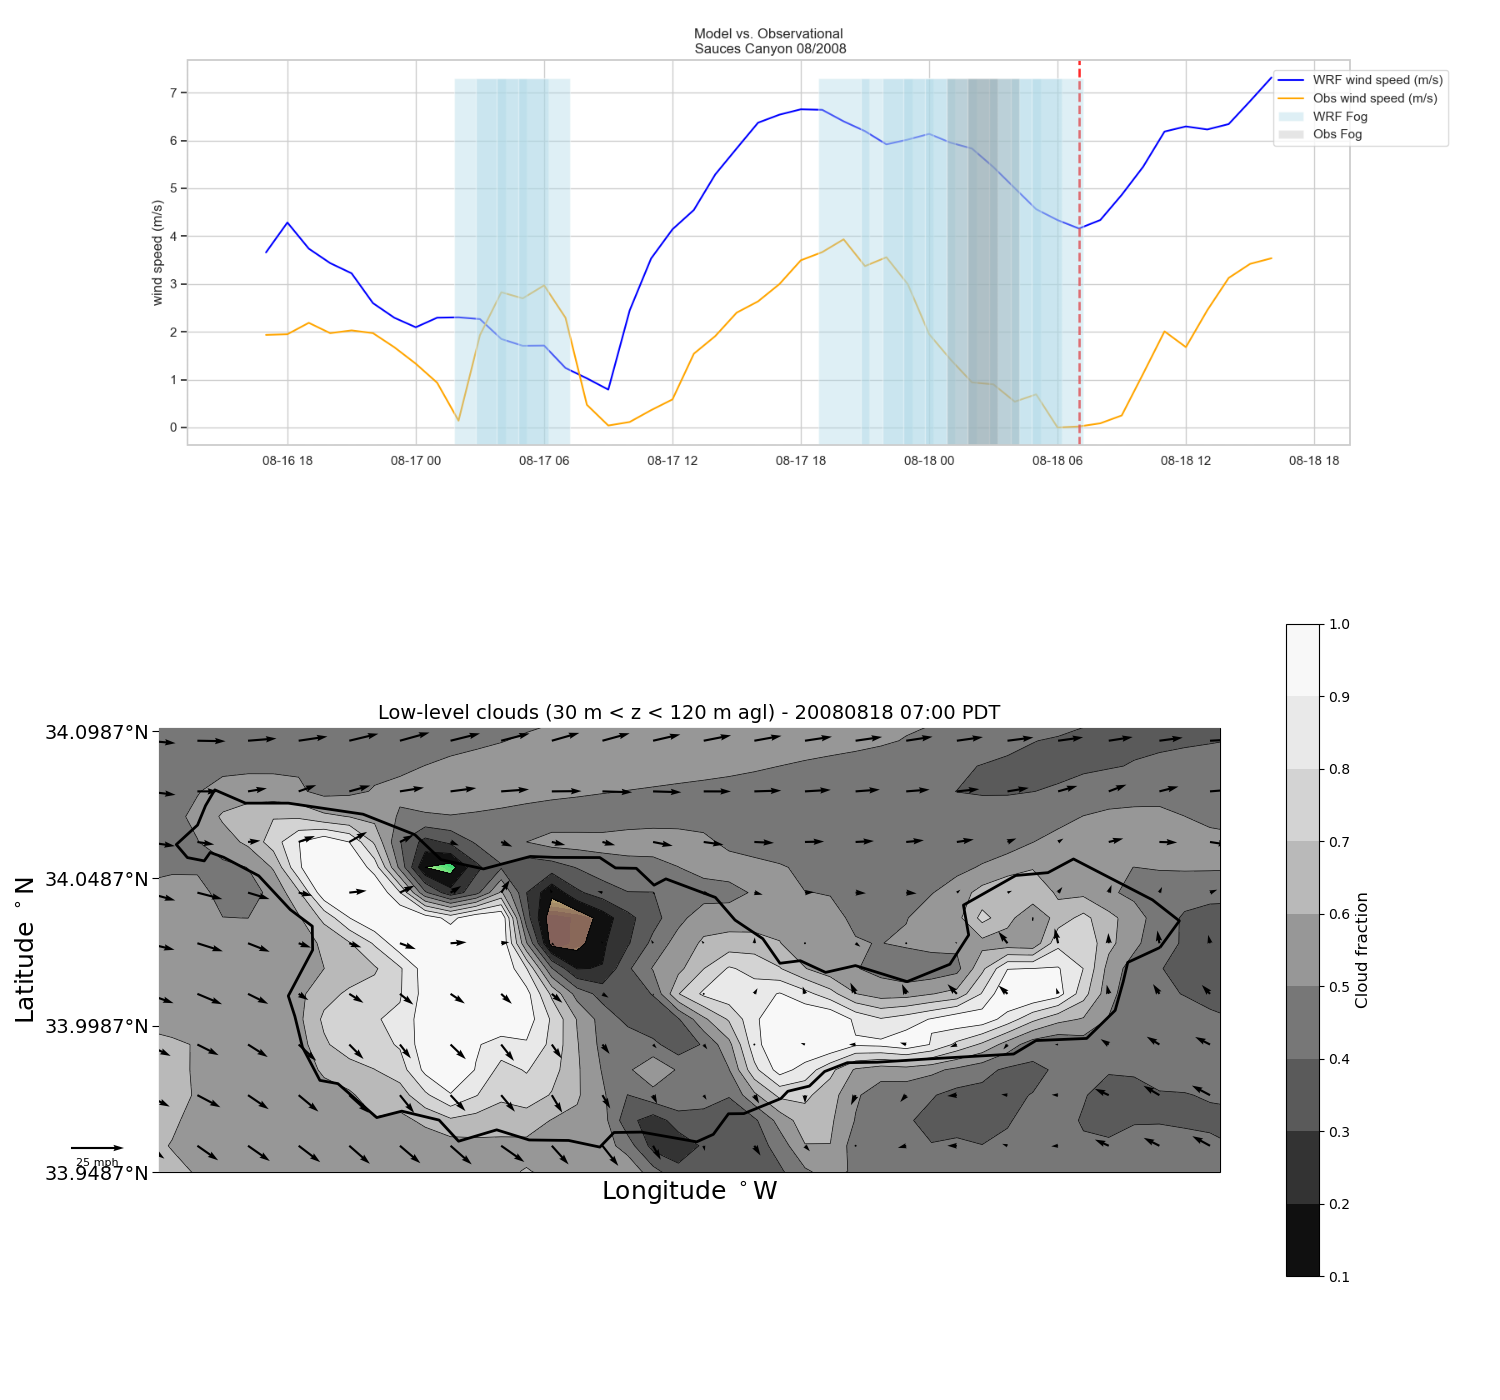 Model vs. Observational
Sauces Canyon 08/2008
WRF wind speed (m/s)
Obs wind speed (m/s)
WRF Fog
Obs Fog
wind speed (m/s)
7
6
5
4
3
2
1
0
08-16 18
08-17 00
08-17 06
08-17 12
08-17 18
08-18 00
08-18 06
08-18 12
08-18 18
Low-level clouds (30 m < z < 120 m agl) - 20080818 07:00 PDT
Latitude °N
34.0987°N
34.0487°N
33.9987°N
33.9487°N
25 mph
Longitude °W
1.0
0.9
0.8
0.7
0.6
0.5
0.4
0.3
0.2
0.1
Cloud fraction